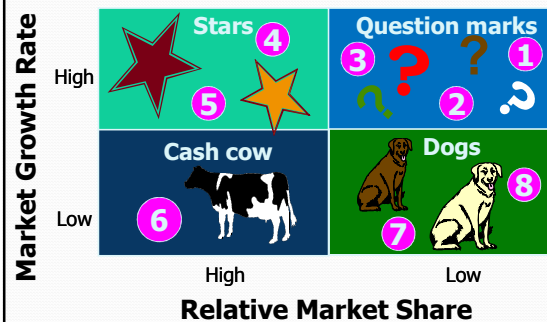 Market Growth Rate
High
Low
Stars
4
5
Question marks
1
3
2
? ? ? ?
Cash cow
6
Dogs
8
7
High
Low
Relative Market Share